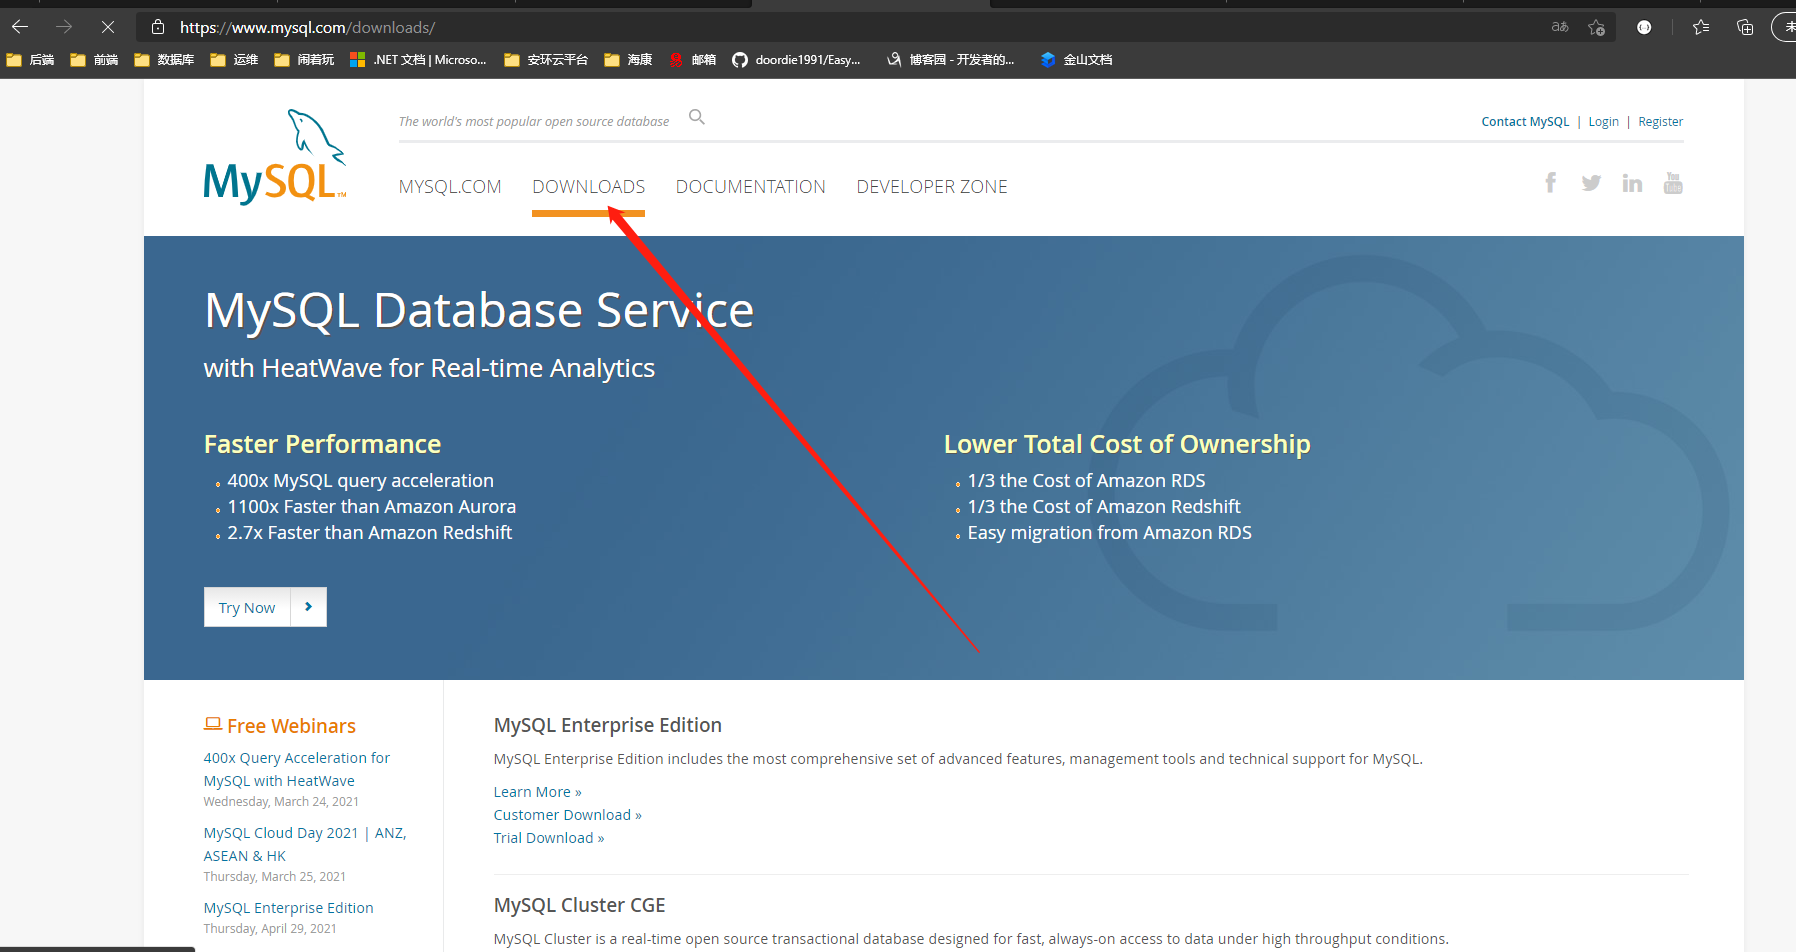 https://www.mysql.com/downloads/
aあ
后端
前端
数据库
运维
闹着玩
.NET 文档 | Microso...
安环云平台
海康
邮箱
doordie1991/Easy...
博客园 - 开发者的...
金山文档
MySQL™
The world's most popular open source database
Contact MySQL | Login | Register
MYSQL.COM DOWNLOADS DOCUMENTATION DEVELOPER ZONE
You Tube
MySQL Database Service
with HeatWave for Real-time Analytics
Faster Performance
400x MySQL query acceleration
1100x Faster than Amazon Aurora
2.7x Faster than Amazon Redshift
Lower Total Cost of Ownership
1/3 the Cost of Amazon RDS
1/3 the Cost of Amazon Redshift
Easy migration from Amazon RDS
Try Now
Free Webinars
400x Query Acceleration for
MySQL with HeatWave
Wednesday, March 24, 2021
MySQL Cloud Day 2021 | ANZ,
ASEAN & HK
Thursday, March 25, 2021
MySQL Enterprise Edition
Thursday, April 29, 2021
MySQL Enterprise Edition
MySQL Enterprise Edition includes the most comprehensive set of advanced features, management tools and technical support for MySQL.
Learn More »
Customer Download »
Trial Download »
MySQL Cluster CGE
MySQL Cluster is a real-time open source transactional database designed for fast, always-on access to data under high throughput conditions.